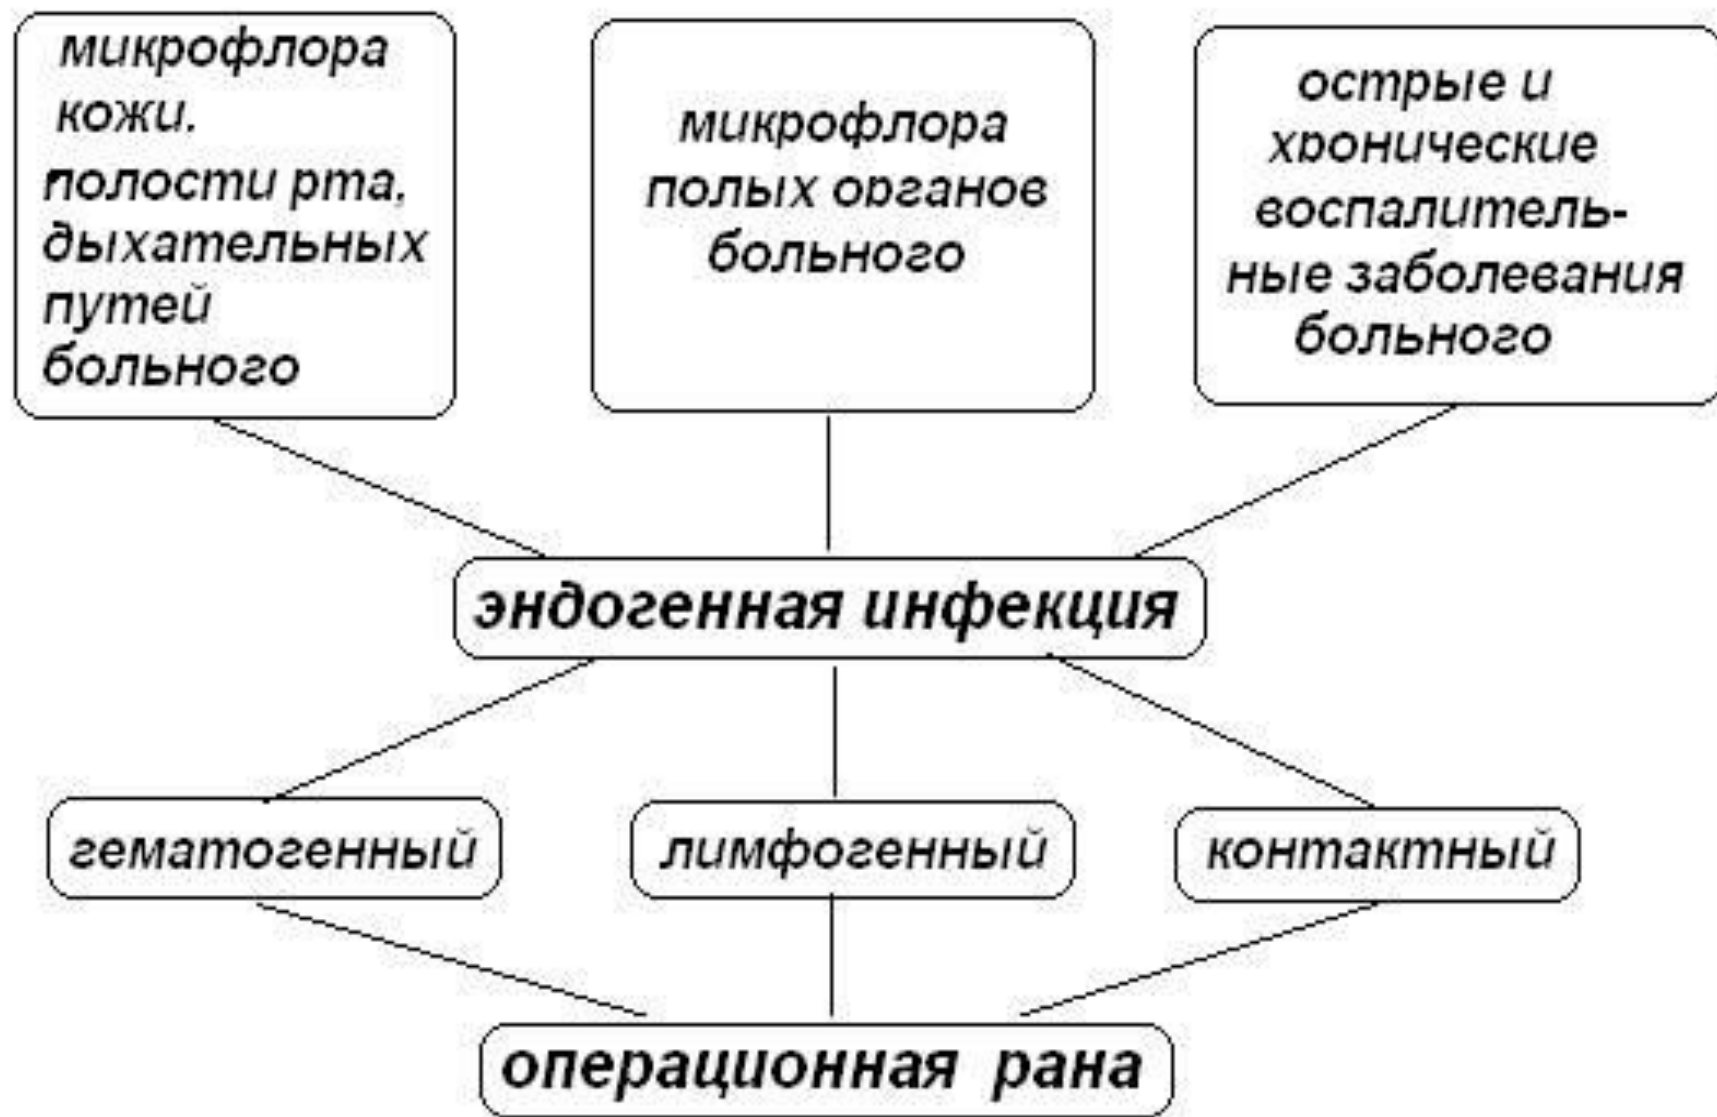 микрофлора
кожи.
полости рта,
дыхательных
путей
больного
микрофлора
полых органов
больного
острые и
хронические
воспалитель-
ные заболевания
больного
эндогенная инфекция
гематогенный
лимфогенный
контактный
операционная рана